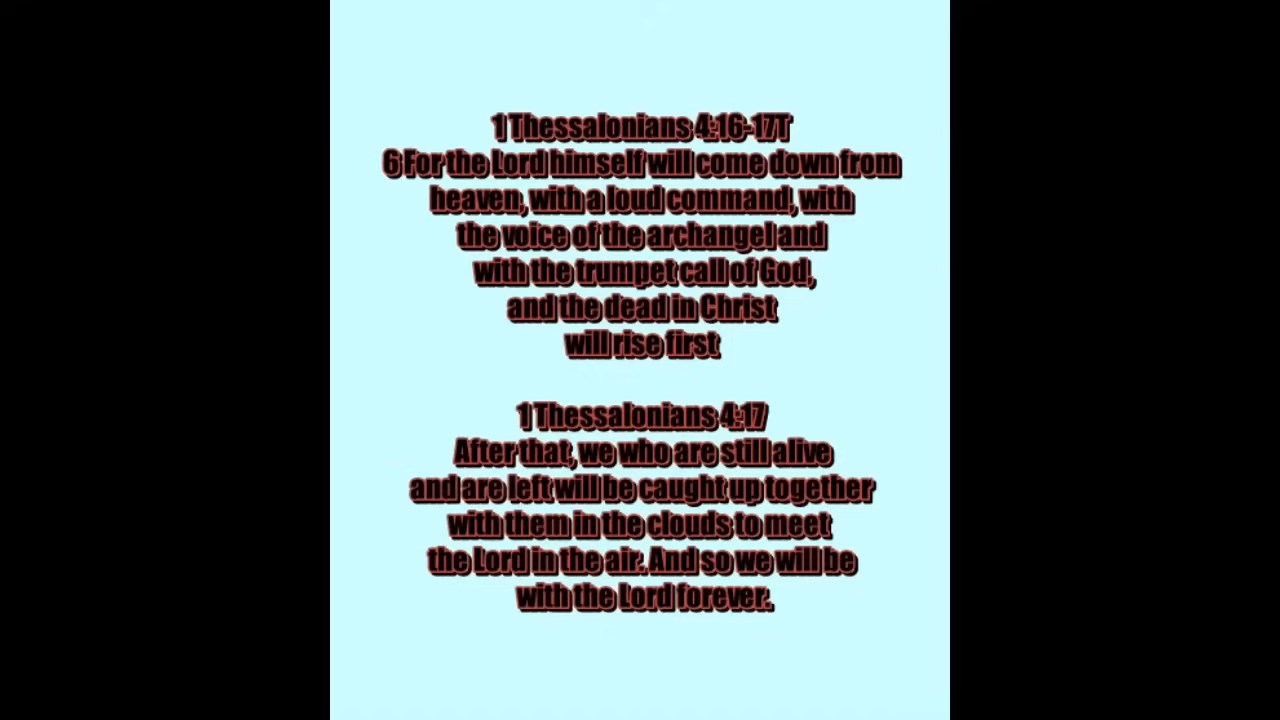 1 Thessalonians 4:16-17T
6 For the Lord himself will come down from
heaven, with a loud command, with
the voice of the archangel and
with the trumpet call of God,
and the dead in Christ
will rise first
1 Thessalonians 4:17
After that, we who are still alive
and are left will be caught up together
with them in the clouds to meet
the Lord in the air. And so we will be
with the Lord forever.